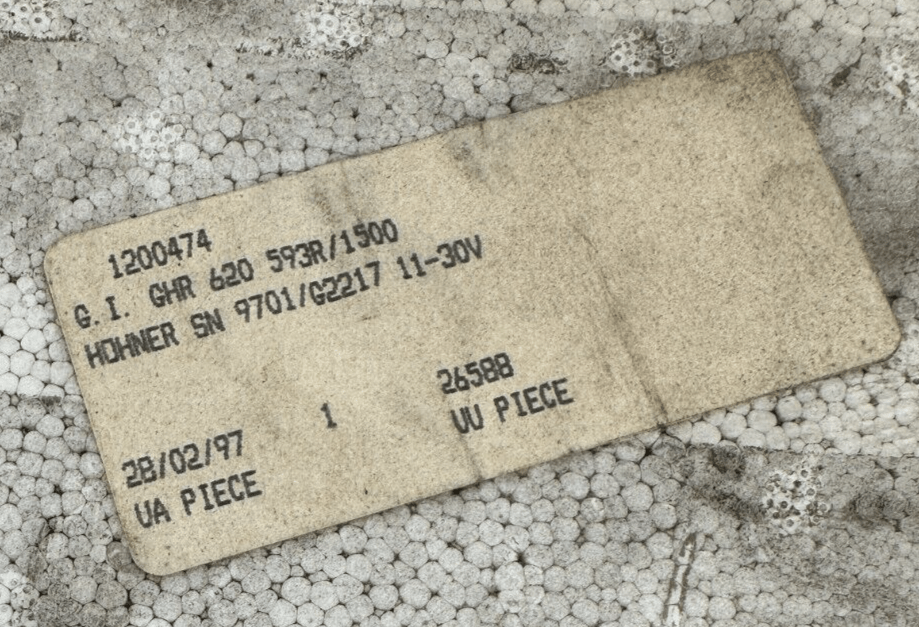 1200474
G.I. GHR 620 593R/1500
HOHNER SN 9701/G2217 11-30V
26588
1
UU PIECE
28/02/97
UA PIECE